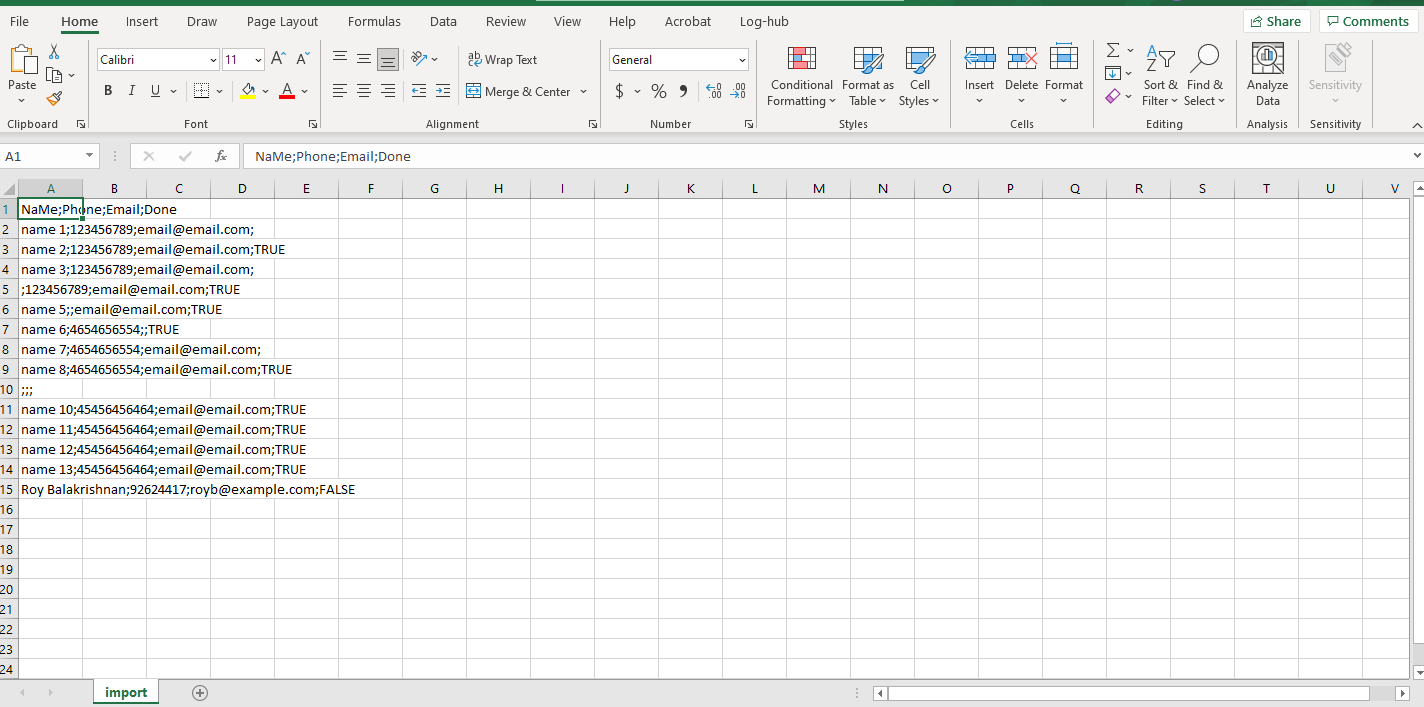 File Home Insert Draw Page Layout Formulas Data Review View Help Acrobat Log-hub Share Comments
Calibri 11 Wrap Text General
Paste B I U Merge & Center $ % Conditional Formatting Format as Table Cell Styles Insert Delete Format Sort & Filter Find & Select Analyze Data Sensitivity
Clipboard Font Alignment Number Styles Cells Editing Analysis Sensitivity
A1 fx NaMe;Phone;Email;Done
A B C D E F G H I J K L M N O P Q R S T U V
1 NaMe;Phone;Email;Done
2 name 1;123456789;email@email.com;
3 name 2;123456789;email@email.com;TRUE
4 name 3;123456789;email@email.com;
5 ;123456789;email@email.com;TRUE
6 name 5;;email@email.com;TRUE
7 name 6;4654656554;;TRUE
8 name 7;4654656554;email@email.com;
9 name 8;4654656554;email@email.com;TRUE
10 ;;;
11 name 10;45456456464;email@email.com;TRUE
12 name 11;45456456464;email@email.com;TRUE
13 name 12;45456456464;email@email.com;TRUE
14 name 13;45456456464;email@email.com;TRUE
15 Roy Balakrishnan;92624417;royb@example.com;FALSE
16
17
18
19
20
21
22
23
24
import